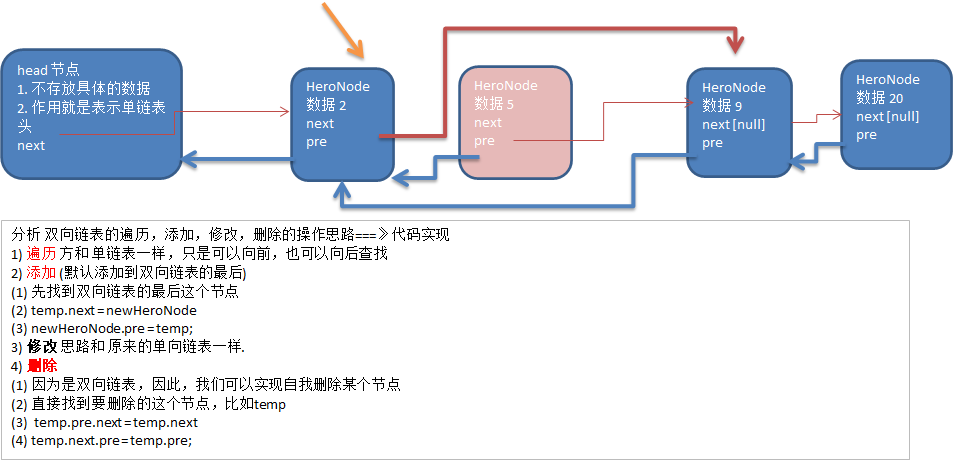 head 节点
1. 不存放具体的数据
2. 作用就是表示单链表
头
next
HeroNode
数据 2
next
pre
HeroNode
数据 5
next
pre
HeroNode
数据 9
next [null]
pre
HeroNode
数据 20
next [null]
pre
分析 双向链表的遍历，添加，修改，删除的操作思路===》代码实现
1) 遍历 方和 单链表一样，只是可以向前，也可以向后查找
2) 添加 (默认添加到双向链表的最后)
(1) 先找到双向链表的最后这个节点
(2) temp.next = newHeroNode
(3) newHeroNode.pre = temp;
3) 修改 思路和 原来的单向链表一样.
4) 删除
(1) 因为是双向链表，因此，我们可以实现自我删除某个节点
(2) 直接找到要删除的这个节点，比如temp
(3) temp.pre.next = temp.next
(4) temp.next.pre = temp.pre;